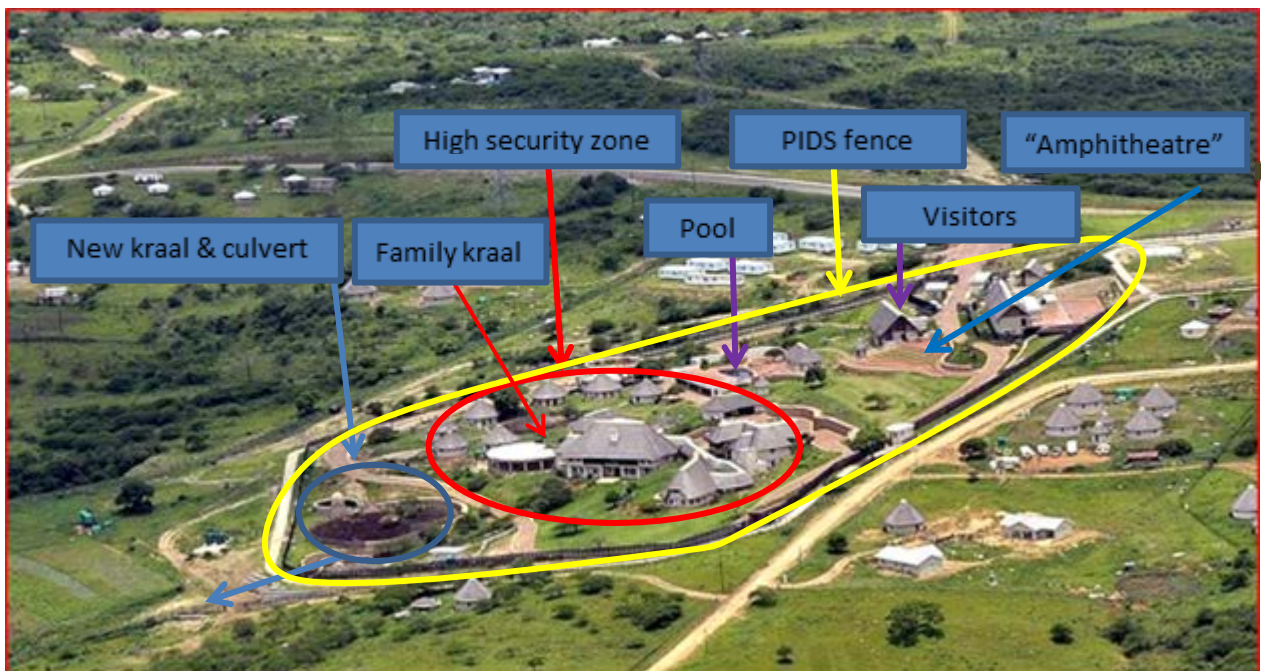 High security zone
PIDS fence
“Amphitheatre”
New kraal & culvert
Family kraal
Pool
Visitors